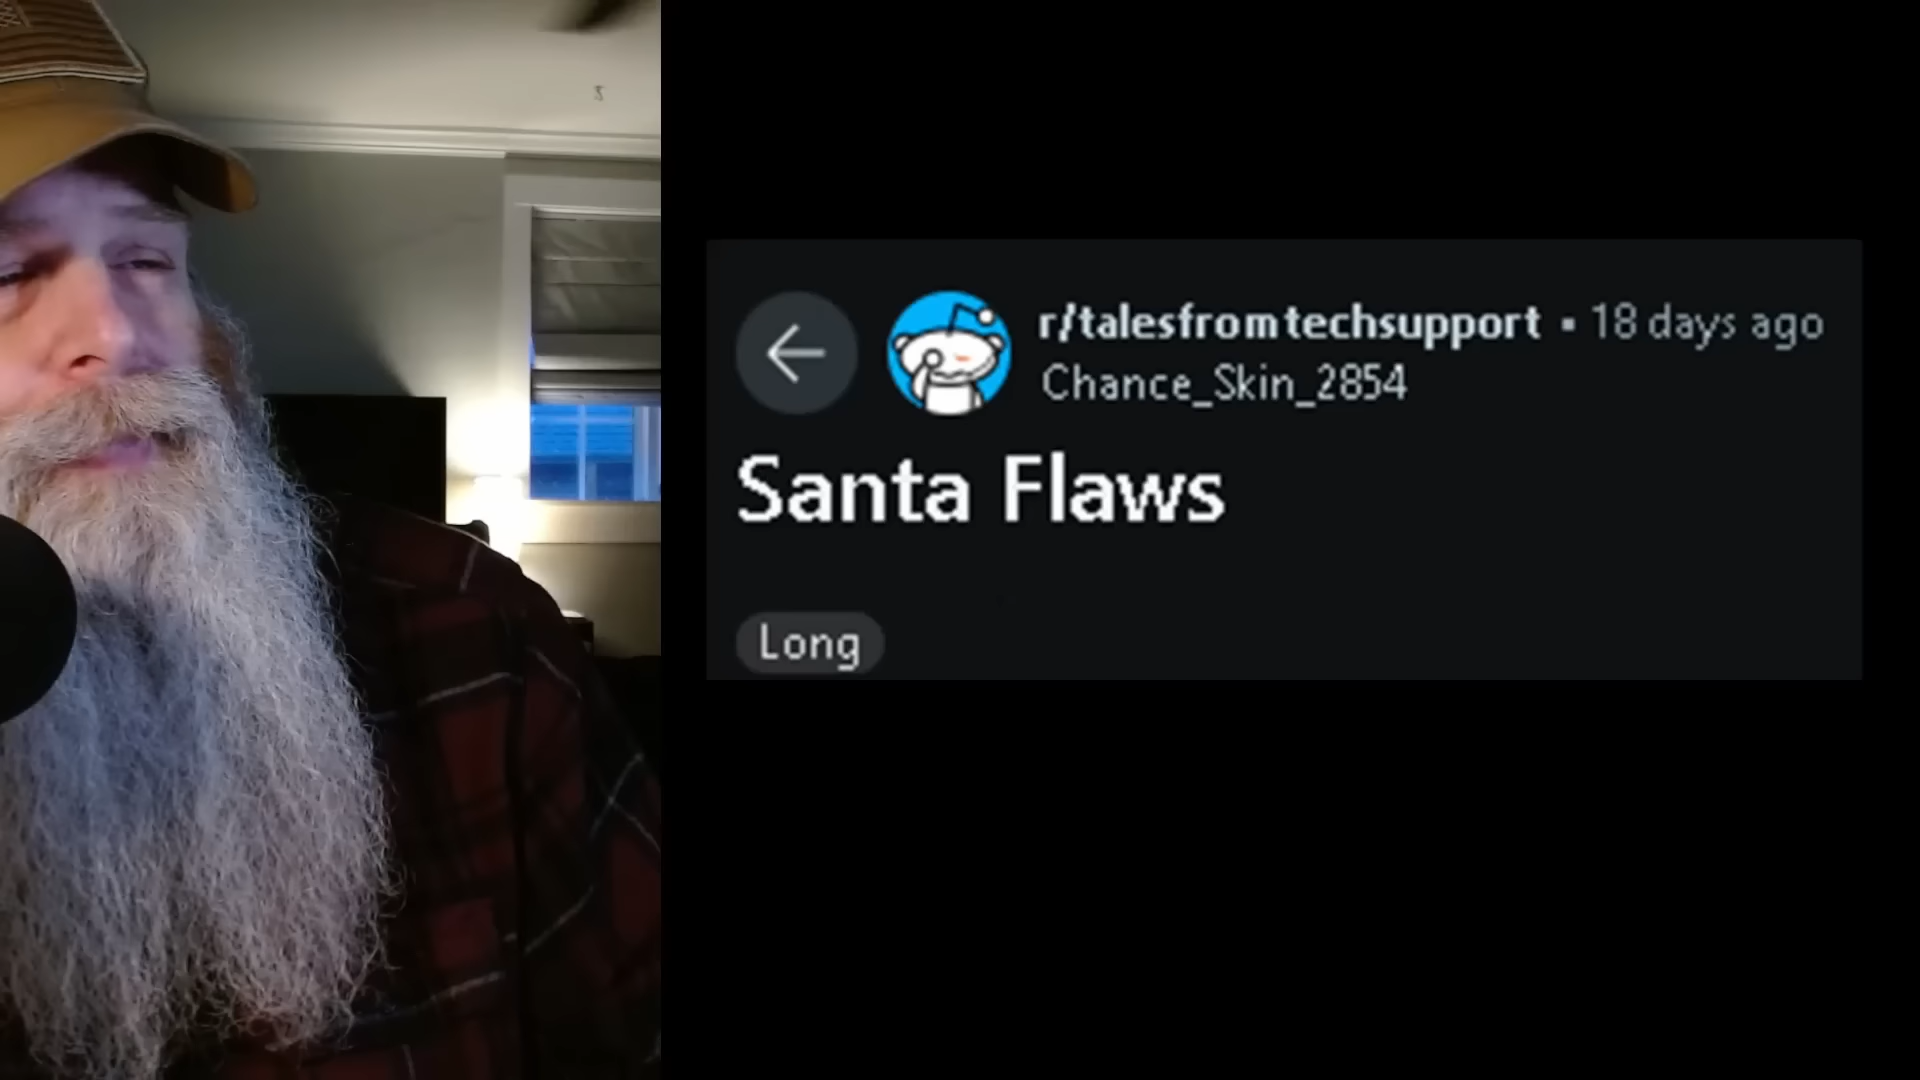 r/talesfromtechsupport • 18 days ago
Chance_Skin_2854
Santa Flaws
Long